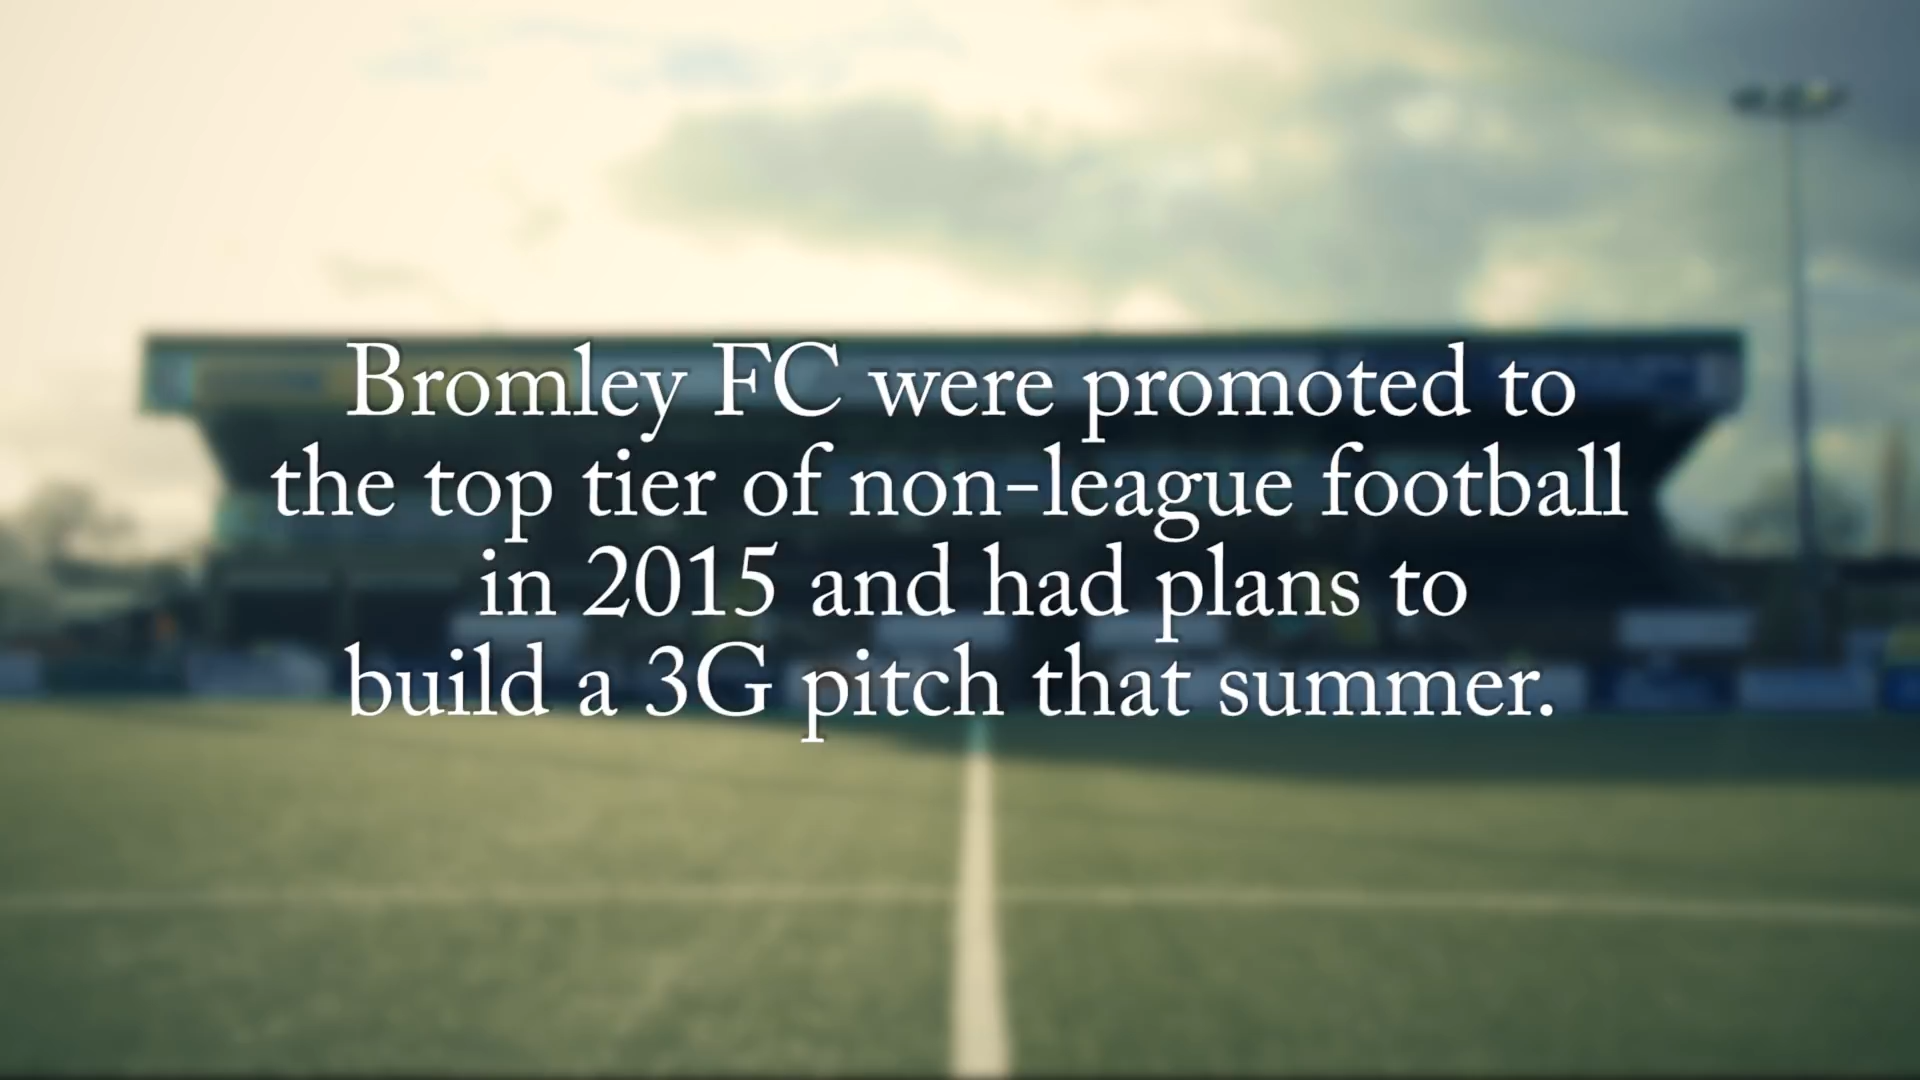 Bromley FC were promoted to
the top tier of non-league football
in 2015 and had plans to
build a 3G pitch that summer.